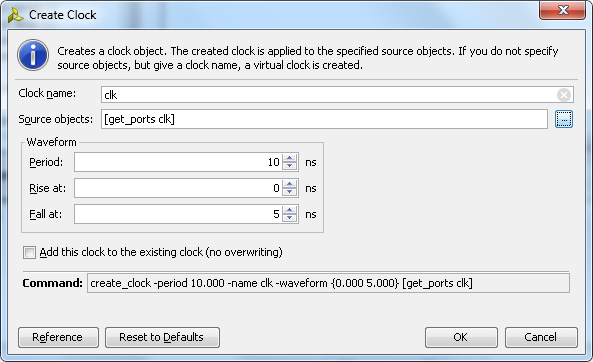 Create Clock
Creates a clock object. The created clock is applied to the specified source objects. If you do not specify
source objects, but give a clock name, a virtual clock is created.
Clock name: clk
Source objects: [get_ports clk] ...
Waveform
Period: 10 ns
Rise at: 0 ns
Fall at: 5 ns
Add this clock to the existing clock (no overwriting)
Command: create_clock -period 10.000 -name clk -waveform {0.000 5.000} [get_ports clk]
Reference Reset to Defaults OK Cancel